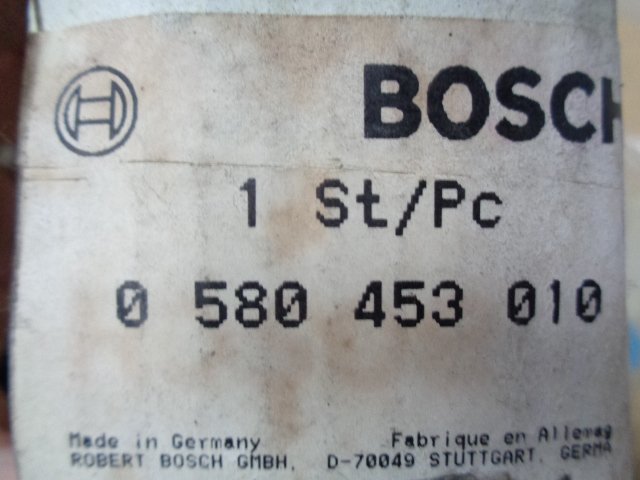 BOSCH
1 St/Pc
0 580 453 010
Made in Germany Fabrique en Allemag
ROBERT BOSCH GMBH, D-70049 STUTTGART, GERMA